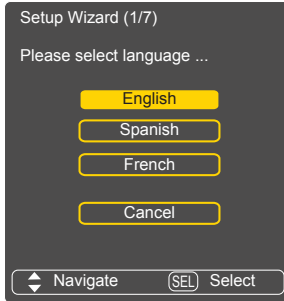 Setup Wizard (1/7)
Please select language ...
English
Spanish
French
Cancel
Navigate SEL Select